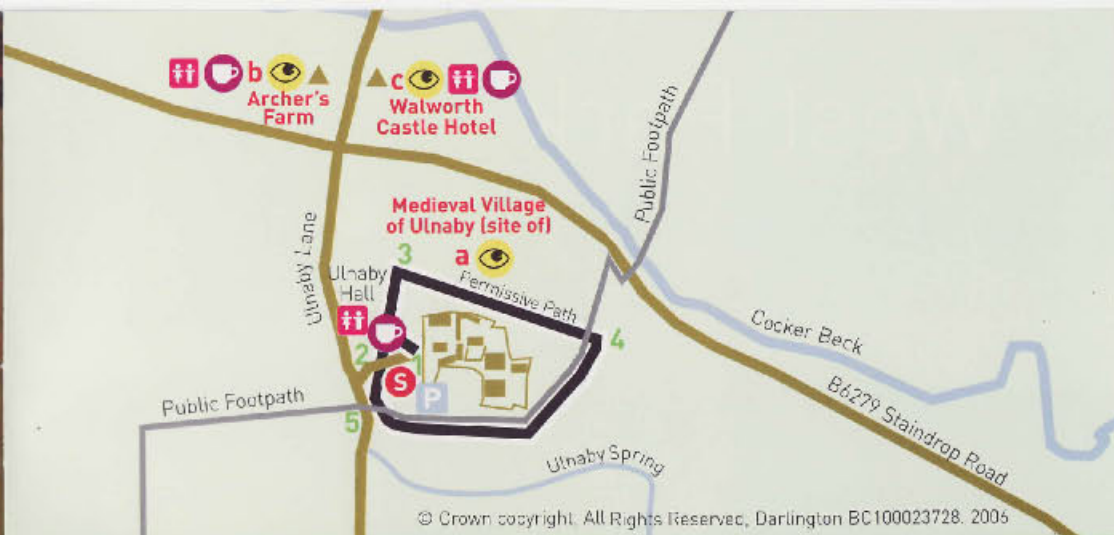 b
Archer's
Farm
c
Walworth
Castle Hotel
Public Footpath
Medieval Village
of Ulnaby (site of)
a
Ulnaby Lane
3
Ulnaby
Hall
Permissive Path
4
2
1
S
P
Public Footpath
5
Cocker Beck
B6279 Staindrop Road
Ulnaby Spring
© Crown copyright. All Rights Reserved, Darlington BC100023728. 2006